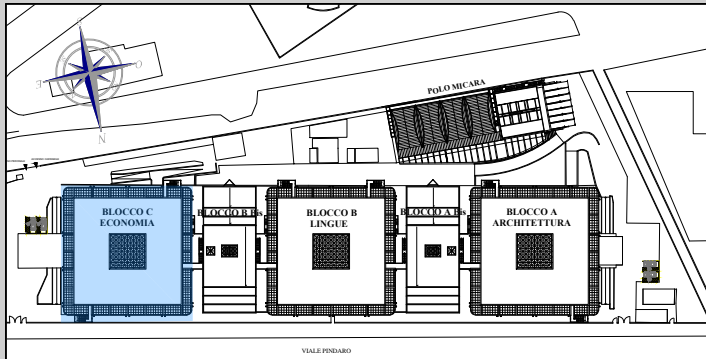 POLO MICARA
E
O
N
BLOCCO C
ECONOMIA
BLOCCO B Bis
BLOCCO B
LINGUE
BLOCCO A Bis
BLOCCO A
ARCHITETTURA
VIALE PINDARO